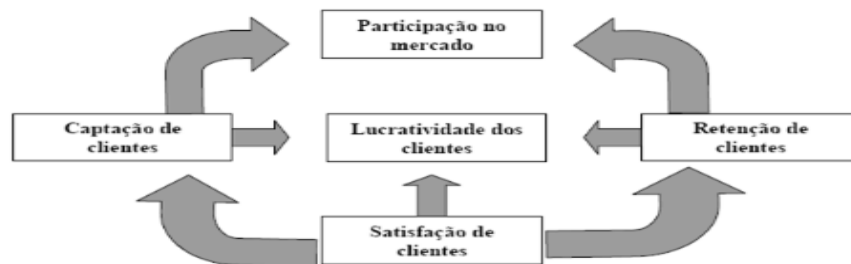 Participação no
mercado
Captação de
clientes
Lucratividade dos
clientes
Retenção de
clientes
Satisfação de
clientes